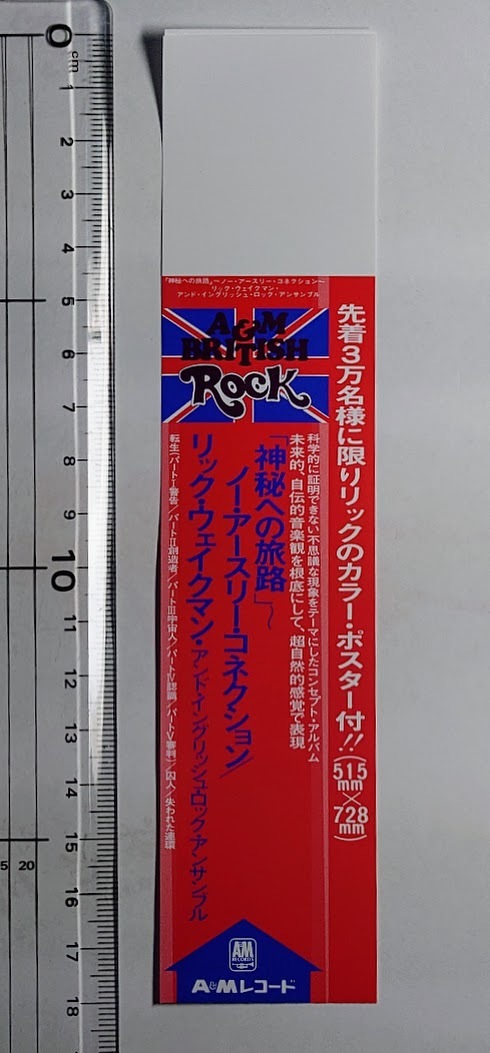 0
cm
1
2
3
4
5
6
7
8
9
10
11
12
13
14
15
16
17
18
5 20
「神秘への旅路」〜ノー・アースリー・コネクション〜
リック・ウェイクマン・
アンド・イングリッシュ・ロック・アンサンブル
A&M
BRITISH
Rock
先着3万名様に限りリックのカラー・ポスター付!!(515mm×728mm)
科学的に証明できない不思議な現象をテーマにしたコンセプト・アルバム
未来的、自伝的音楽観を根底にして、超自然的感覚で表現
「神秘への旅路」〜
ノー・アースリーコネクション/
リック・ウェイクマン・アンド・イングリッシュ・ロック・アンサンブル
転生(パートI警告/パートII創造者/パートIII宇宙人/パートIV認識/パートV審判)/囚人/失われた連環
A&M
RECORDS
A&Mレコード